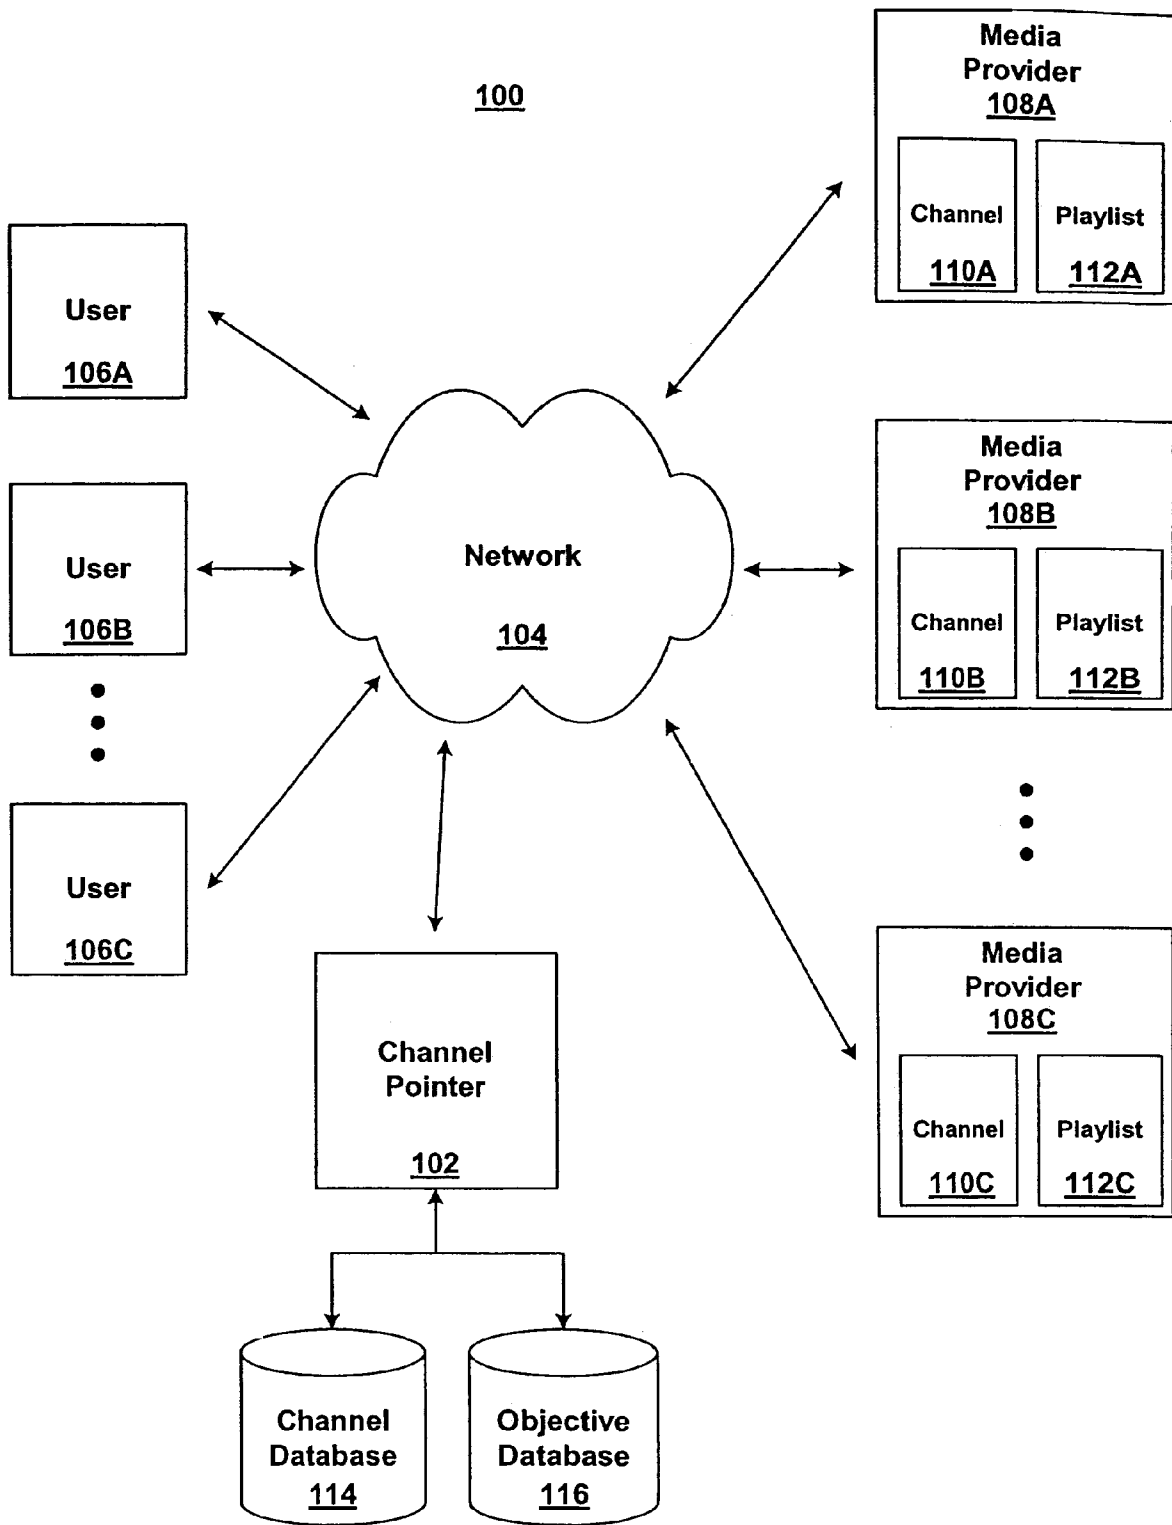 100
Media
Provider
108A
Channel
110A
Playlist
112A
User
106A
Media
Provider
108B
Channel
110B
Playlist
112B
User
106B
Network
104
User
106C
Media
Provider
108C
Channel
110C
Playlist
112C
Channel
Pointer
102
Channel
Database
114
Objective
Database
116